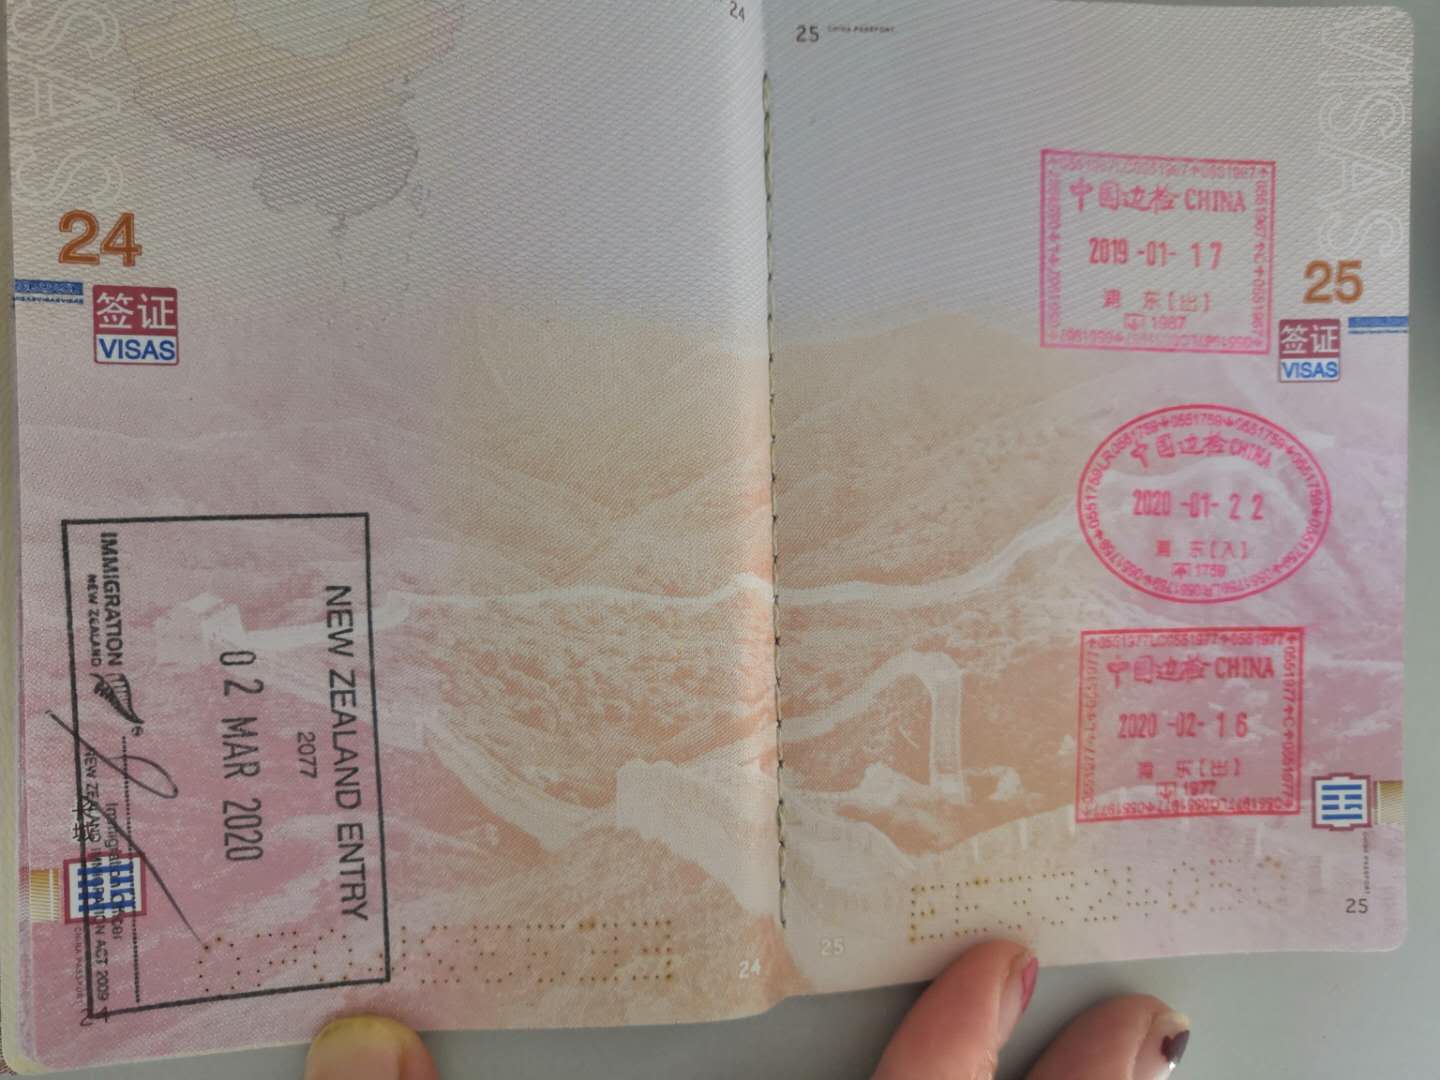 24
VISAS
24
签证
VISAS
NEW ZEALAND ENTRY
2077
02 MAR 2020
IMMIGRATION
NEW ZEALAND
Immigration Officer
NEW ZEALAND IMMIGRATION ACT 2009
24
25 CHINA PASSPORT
VISAS
25
签证
VISAS
中国边检 CHINA
2019-01-17
浦东【出】
1987
中国边检 CHINA
2020-01-22
浦东【入】
1759
中国边检 CHINA
2020-02-16
浦东【出】
1977
25
25